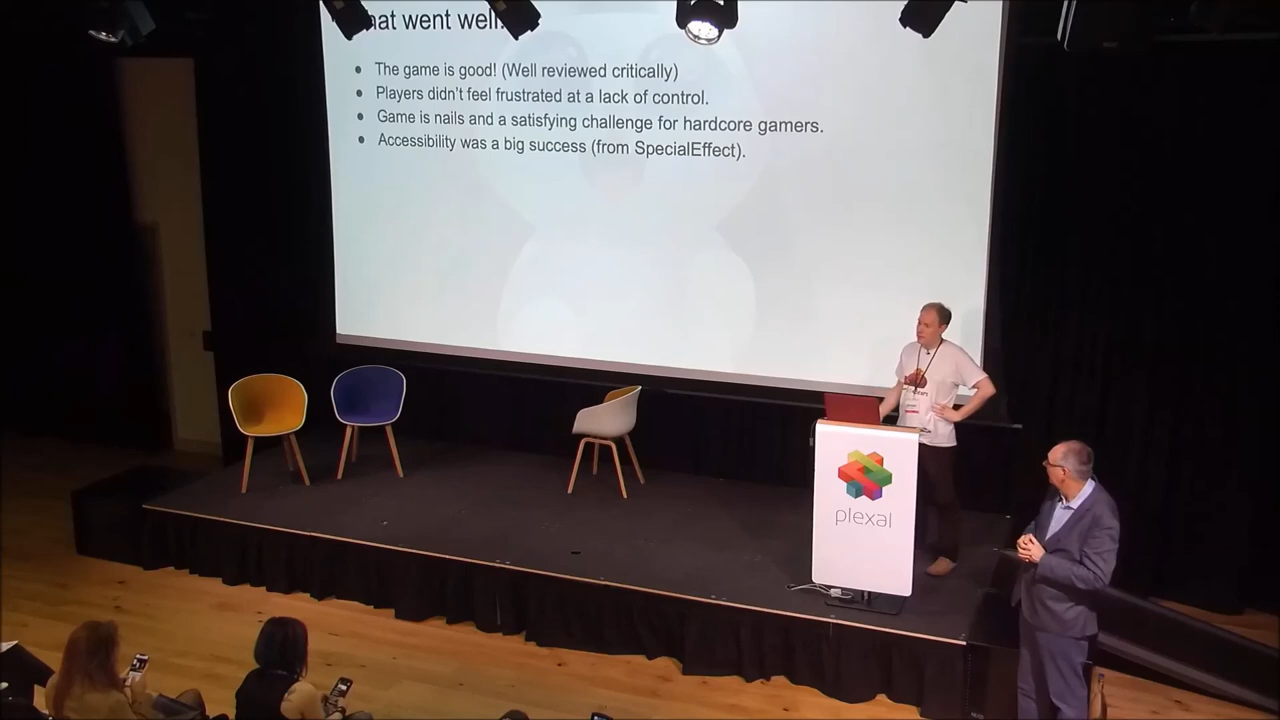 hat went well.
The game is good! (Well reviewed critically)
Players didn't feel frustrated at a lack of control.
Game is nails and a satisfying challenge for hardcore gamers.
Accessibility was a big success (from SpecialEffect).
plexal